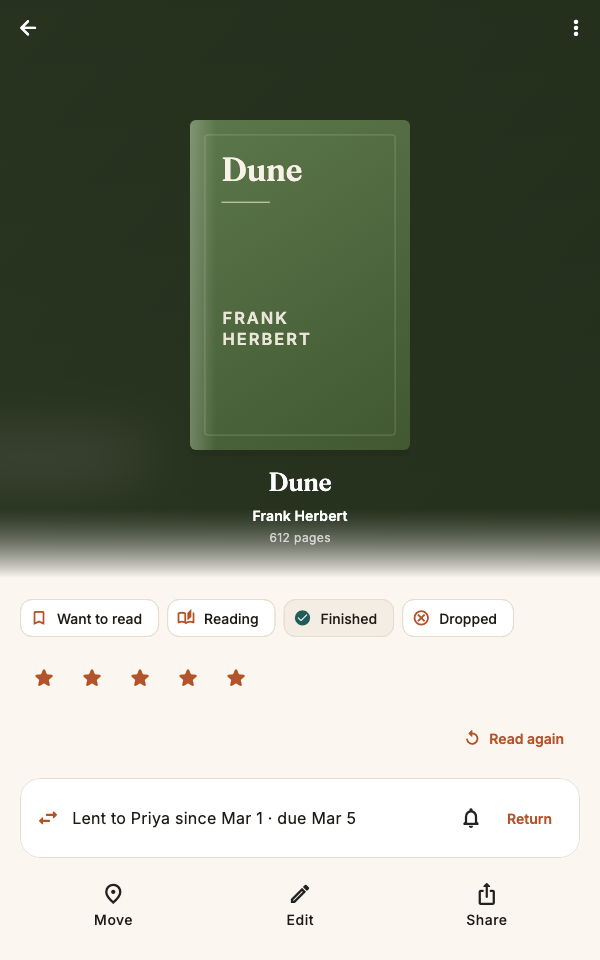 Dune
FRANK
HERBERT
Dune
Frank Herbert
612 pages
Want to read
Reading
Finished
Dropped
Read again
Lent to Priya since Mar 1 · due Mar 5
Return
Move
Edit
Share